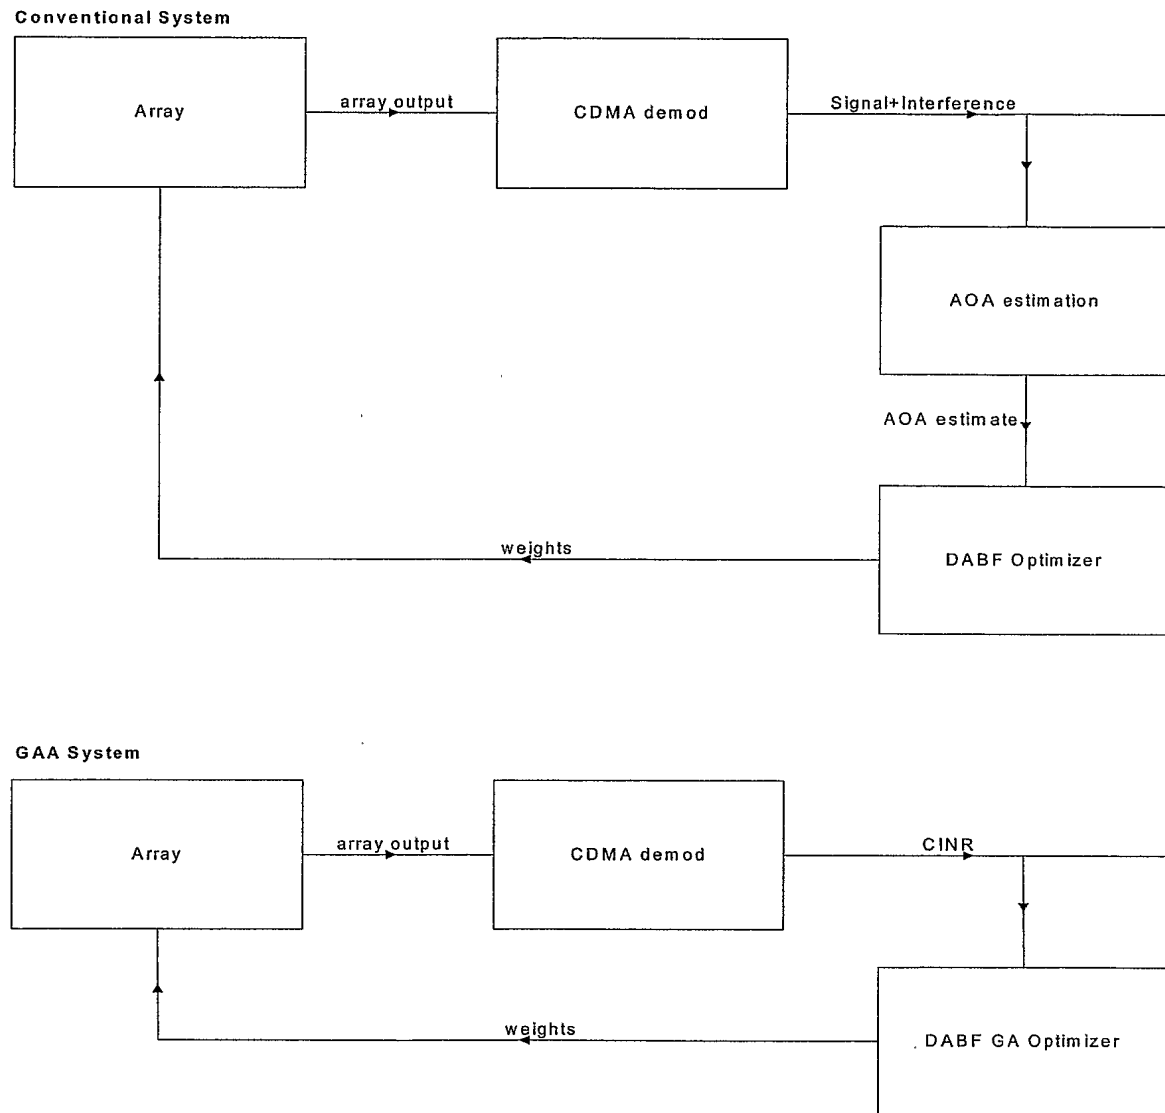 Conventional System
Array
array output
CDMA demod
Signal+Interference
AOA estimation
AOA estimate
DABF Optimizer
weights
GAA System
Array
array output
CDMA demod
CINR
DABF GA Optimizer
weights